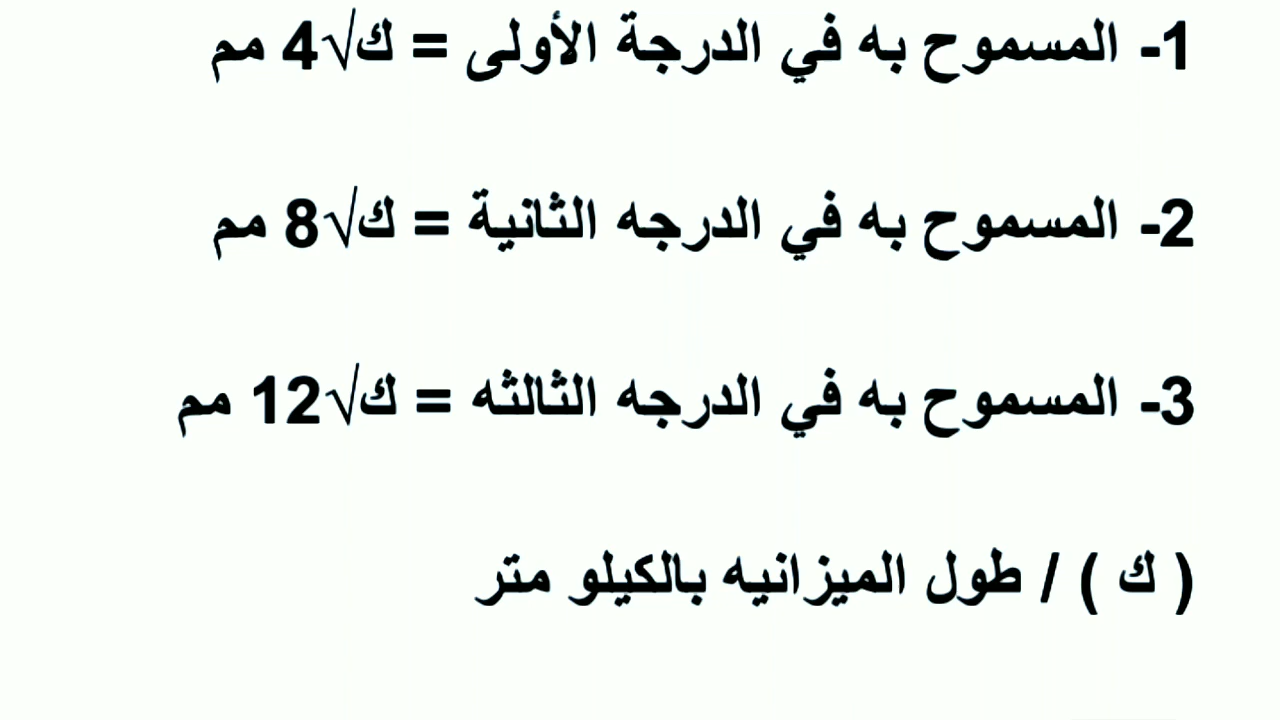 1- المسموح به في الدرجة الأولى = ك√4 مم
2- المسموح به في الدرجه الثانية = ك√8 مم
3- المسموح به في الدرجه الثالثه = ك√12 مم
( ك ) / طول الميزانيه بالكيلو متر